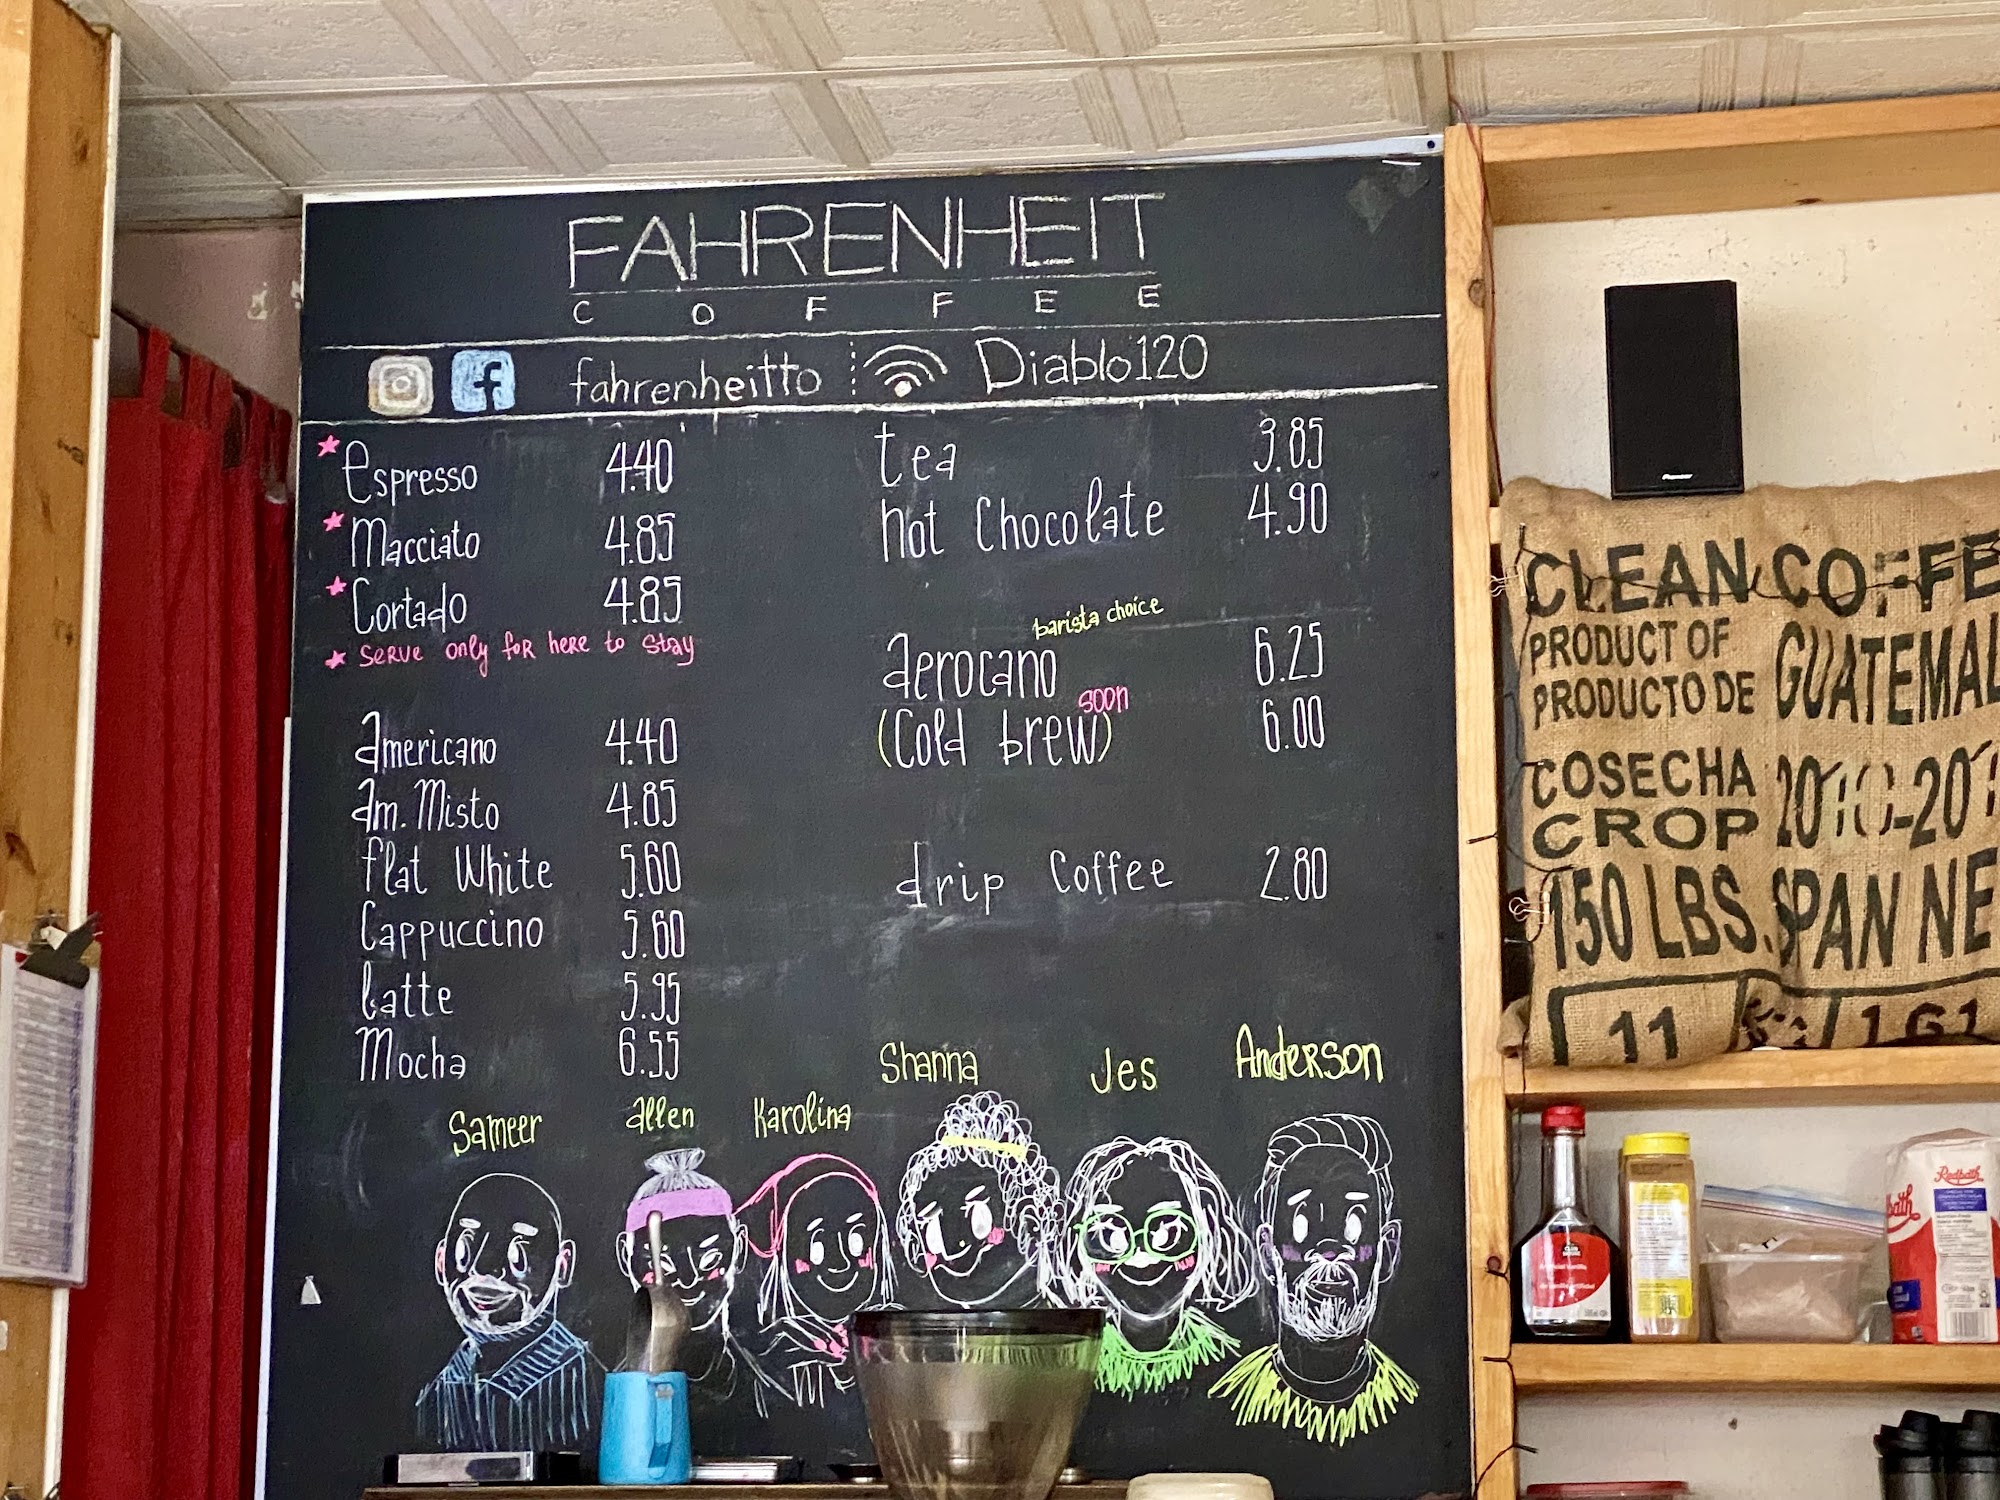 FAHRENHEIT
COFFEE
fahrenheitto Diablo120
★ Espresso 4.40
★ Macciato 4.85
★ Cortado 4.85
★ Serve only for here to stay
Americano 4.40
Am. Misto 4.85
flat White 5.60
Cappuccino 5.60
Latte 5.95
Mocha 6.55
tea 3.85
hot Chocolate 4.90
barista choice
aerocano 6.25
soon
(Cold brew) 6.00
drip Coffee 2.80
Sameer
allen
Karolina
Shanna
Jes
Anderson
Pioneer
CLEAN COFFE
PRODUCT OF
PRODUCTO DE
GUATEMAL
COSECHA
CROP
150 LBS. SPAN NE
11
1G1
Redpath